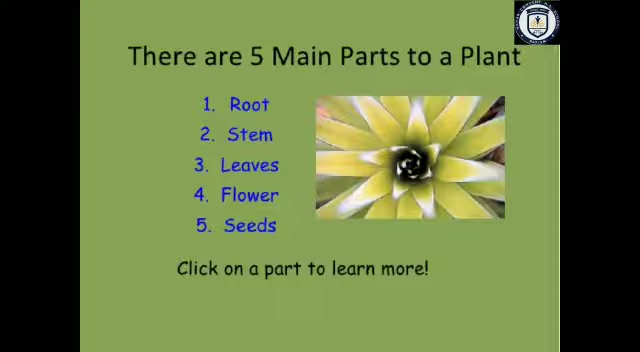 There are 5 Main Parts to a Plant
1. Root
2. Stem
3. Leaves
4. Flower
5. Seeds
Click on a part to learn more!